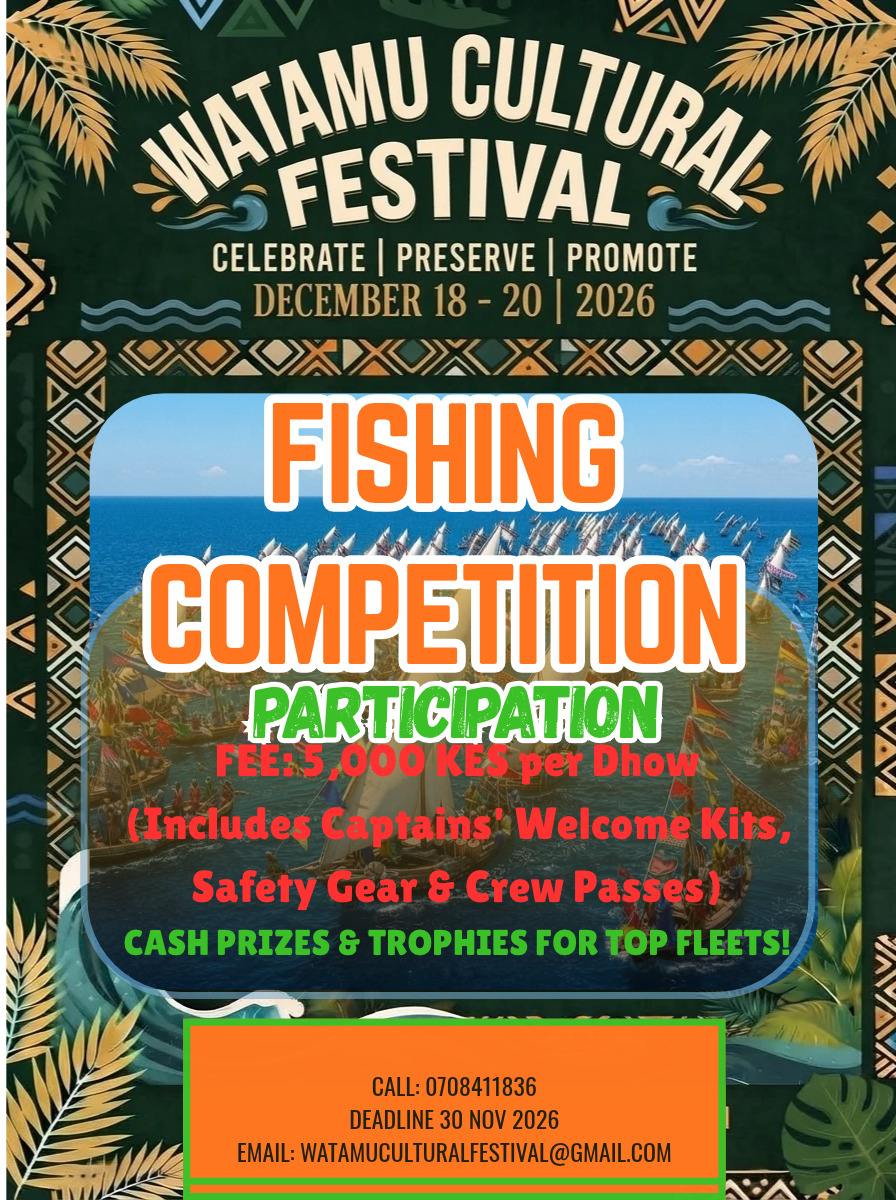 WATAMU CULTURAL
FESTIVAL
CELEBRATE | PRESERVE | PROMOTE
DECEMBER 18 - 20 | 2026
FISHING
COMPETITION
PARTICIPATION
FEE: 5,000 KES per Dhow
(Includes Captains' Welcome Kits,
Safety Gear & Crew Passes)
CASH PRIZES & TROPHIES FOR TOP FLEETS!
CALL: 0708411836
DEADLINE 30 NOV 2026
EMAIL: WATAMUCULTURALFESTIVAL@GMAIL.COM